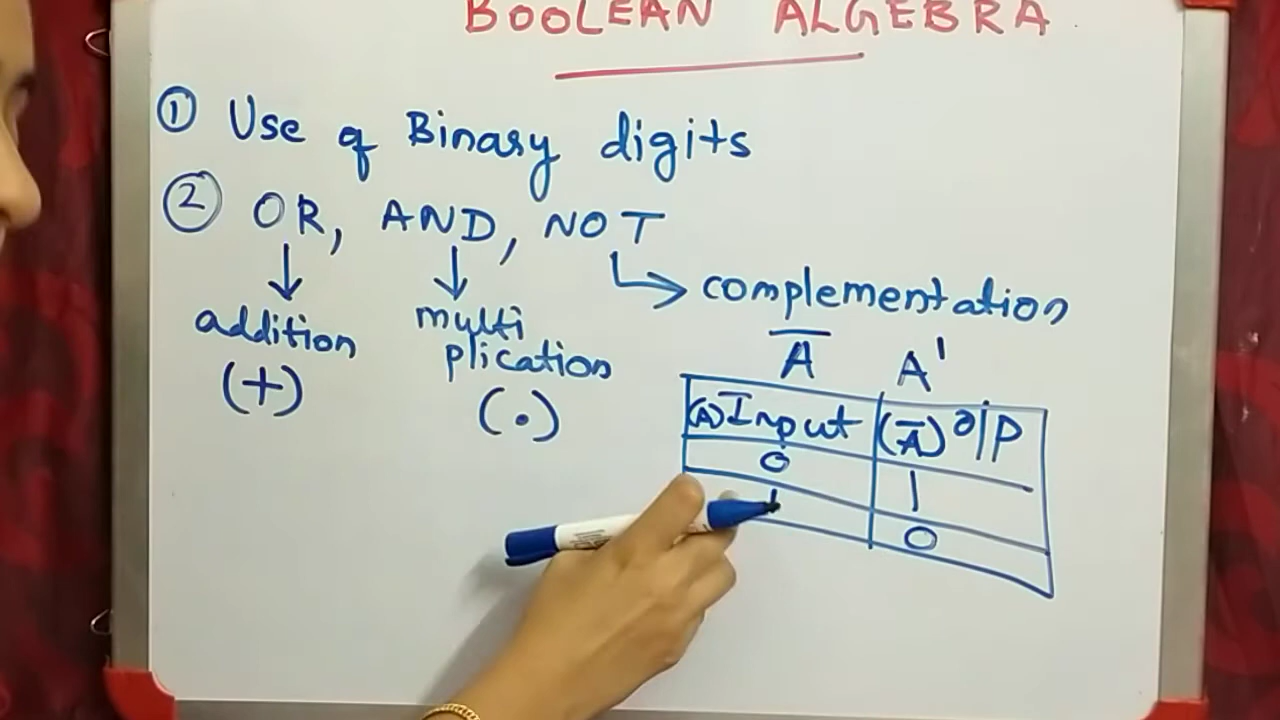 BOOLEAN ALGEBRA
① Use of Binary digits
② OR, AND, NOT
complementation
addition
multi
plication
(+)
(.)
A̅ A'
(A) Input (A̅) O/P
0 1
1 0